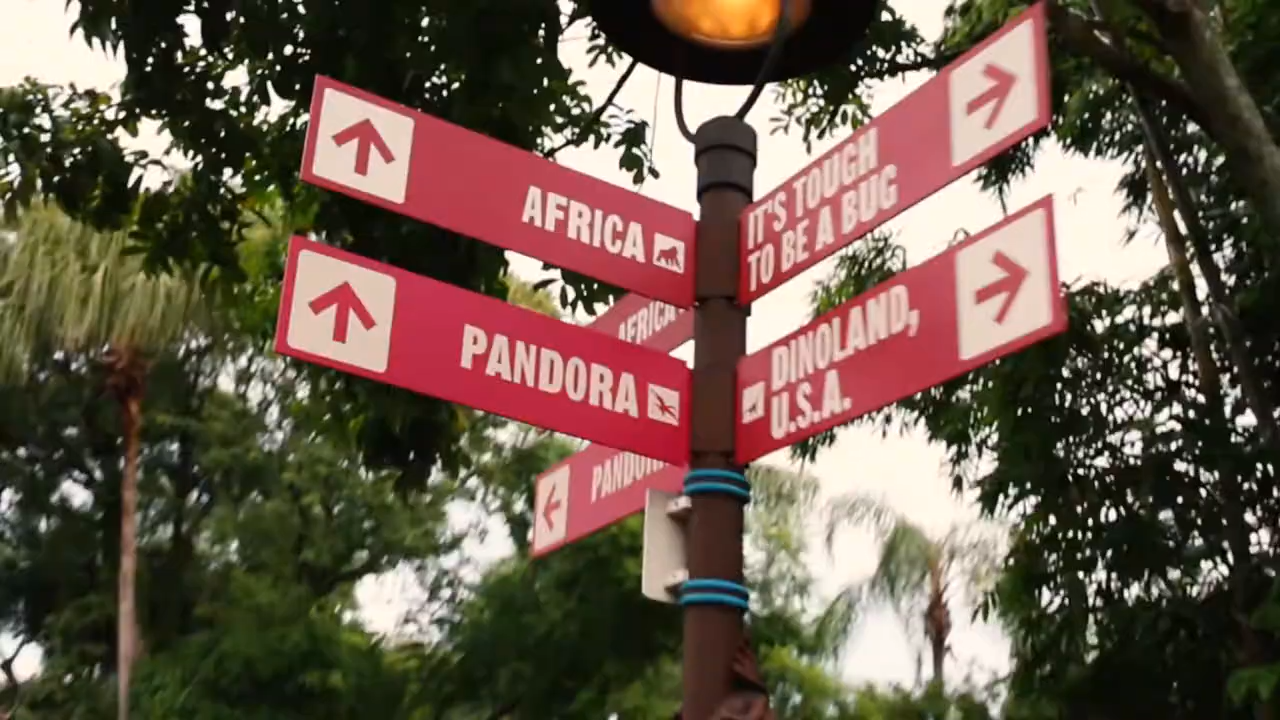 AFRICA
IT'S TOUGH
TO BE A BUG
PANDORA
DINOLAND,
U.S.A.
AFRICA
PANDORA